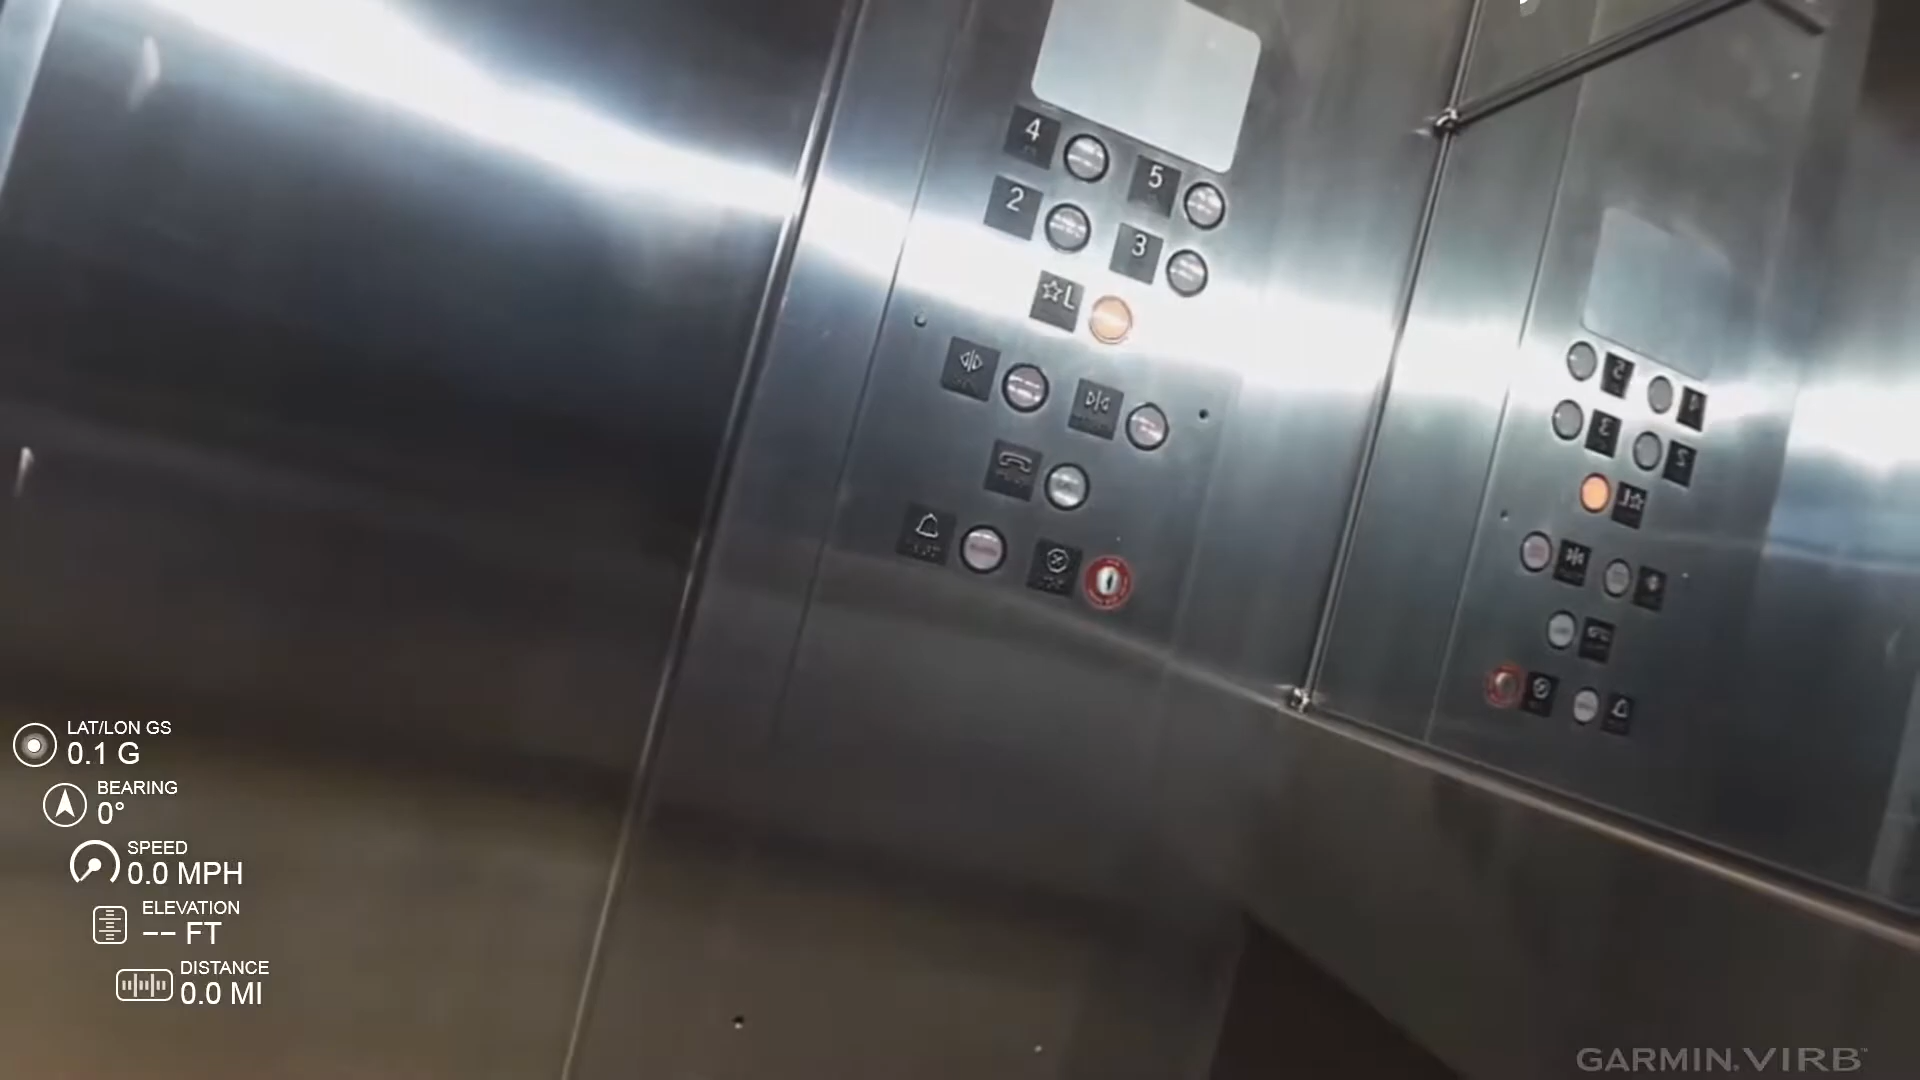 4
5
2
3
☆L
LAT/LON GS
0.1 G
BEARING
0°
SPEED
0.0 MPH
ELEVATION
-- FT
DISTANCE
0.0 MI
GARMIN. VIRB™